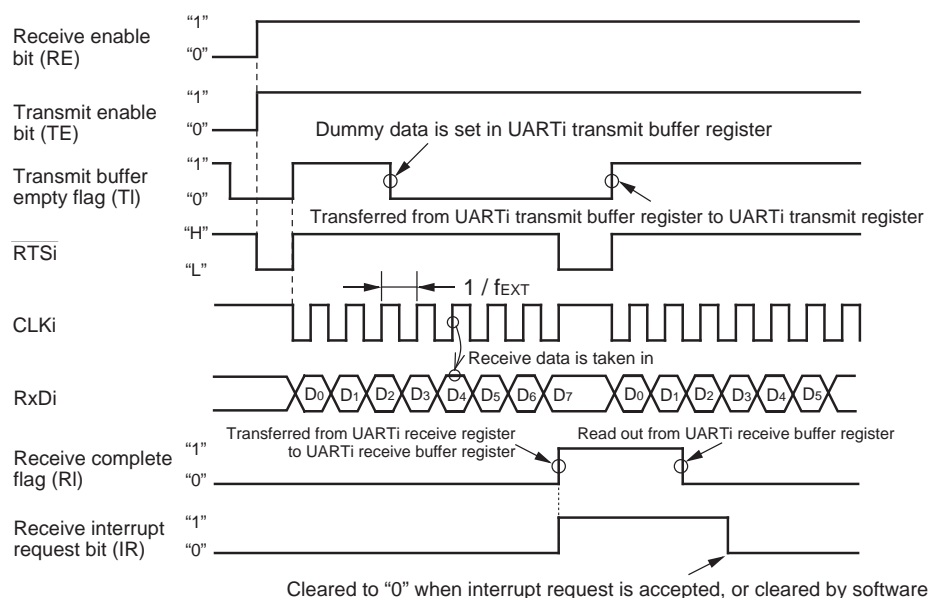 Receive enable
bit (RE)
“1”
“0”
Transmit enable
bit (TE)
“1”
“0”
Dummy data is set in UARTi transmit buffer register
Transmit buffer
empty flag (Tl)
“1”
“0”
Transferred from UARTi transmit buffer register to UARTi transmit register
RTSi
“H”
“L”
1 / fEXT
CLKi
Receive data is taken in
RxDi
D0 D1 D2 D3 D4 D5 D6 D7 D0 D1 D2 D3 D4 D5
Transferred from UARTi receive register
to UARTi receive buffer register
Read out from UARTi receive buffer register
Receive complete
flag (Rl)
“1”
“0”
Receive interrupt
request bit (IR)
“1”
“0”
Cleared to “0” when interrupt request is accepted, or cleared by software